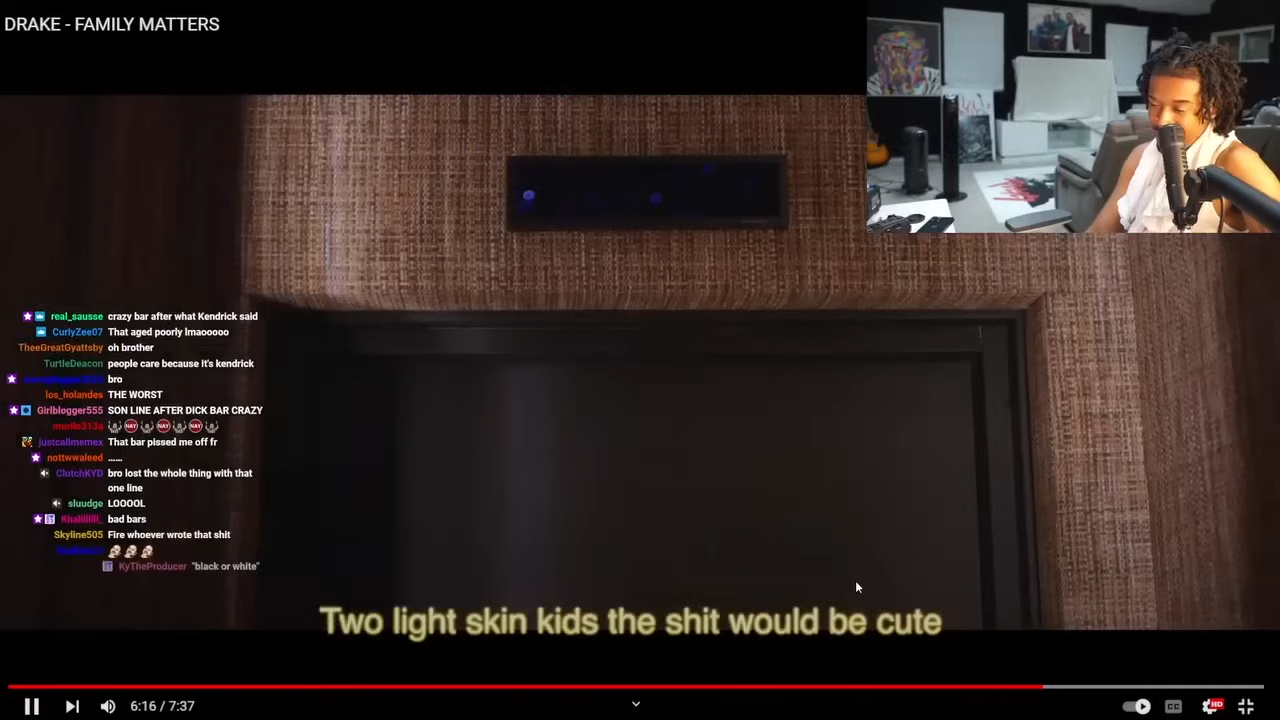 DRAKE - FAMILY MATTERS
real_sausse crazy bar after what Kendrick said
CurlyZee07 That aged poorly lmaooooo
TheeGreatGyattsby oh brother
TurtleDeacon people care because it's kendrick
bro
los_holandes THE WORST
Girlblogger555 SON LINE AFTER DICK BAR CRAZY
murilo313a
justcallmemex That bar pissed me off fr
nottwwaleed ......
ClutchKYD bro lost the whole thing with that
one line
sluudge LOOOOL
bad bars
Skyline505 Fire whoever wrote that shit
KyTheProducer "black or white"
Two light skin kids the shit would be cute
6:16 / 7:37
CC
HD